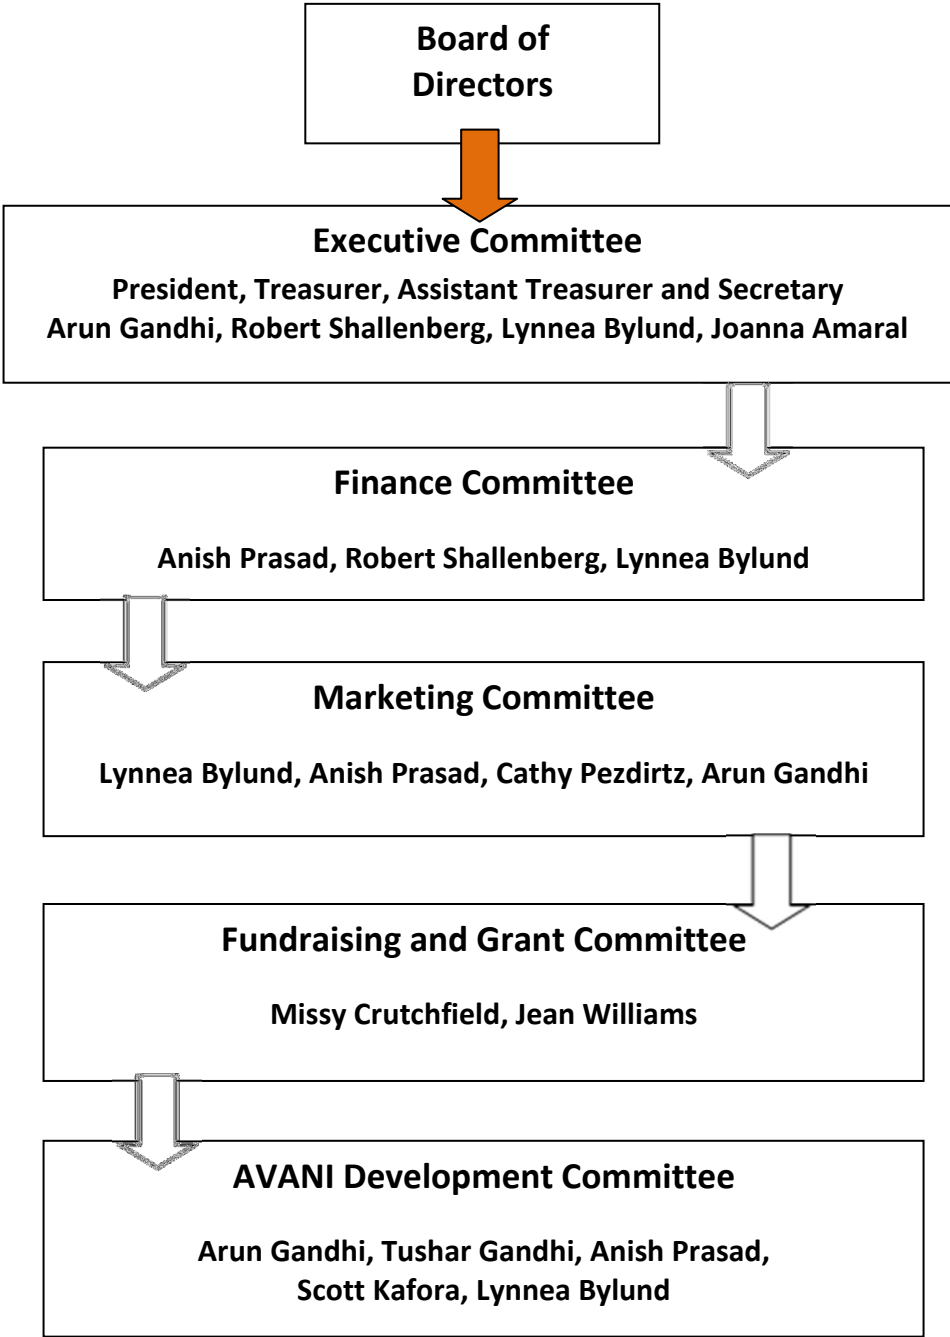 Board of
Directors
Executive Committee
President, Treasurer, Assistant Treasurer and Secretary
Arun Gandhi, Robert Shallenberg, Lynnea Bylund, Joanna Amaral
Finance Committee
Anish Prasad, Robert Shallenberg, Lynnea Bylund
Marketing Committee
Lynnea Bylund, Anish Prasad, Cathy Pezdirtz, Arun Gandhi
Fundraising and Grant Committee
Missy Crutchfield, Jean Williams
AVANI Development Committee
Arun Gandhi, Tushar Gandhi, Anish Prasad,
Scott Kafora, Lynnea Bylund